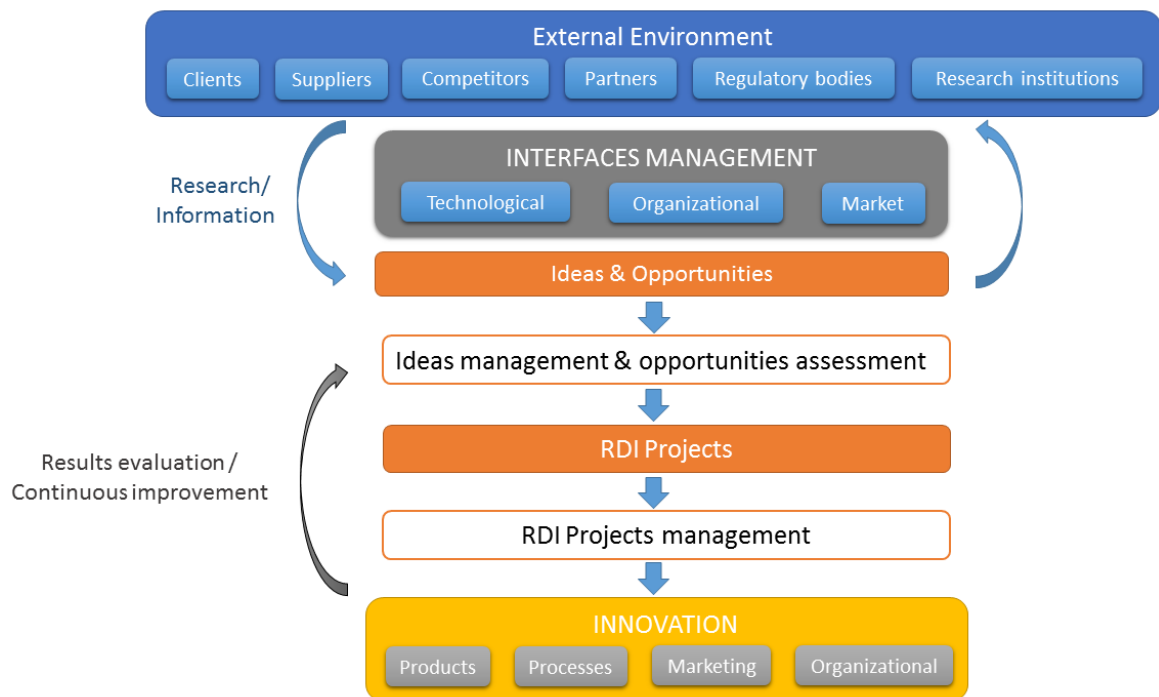 External Environment
Clients
Suppliers
Competitors
Partners
Regulatory bodies
Research institutions
INTERFACES MANAGEMENT
Technological
Organizational
Market
Research/
Information
Ideas & Opportunities
Ideas management & opportunities assessment
RDI Projects
Results evaluation /
Continuous improvement
RDI Projects management
INNOVATION
Products
Processes
Marketing
Organizational